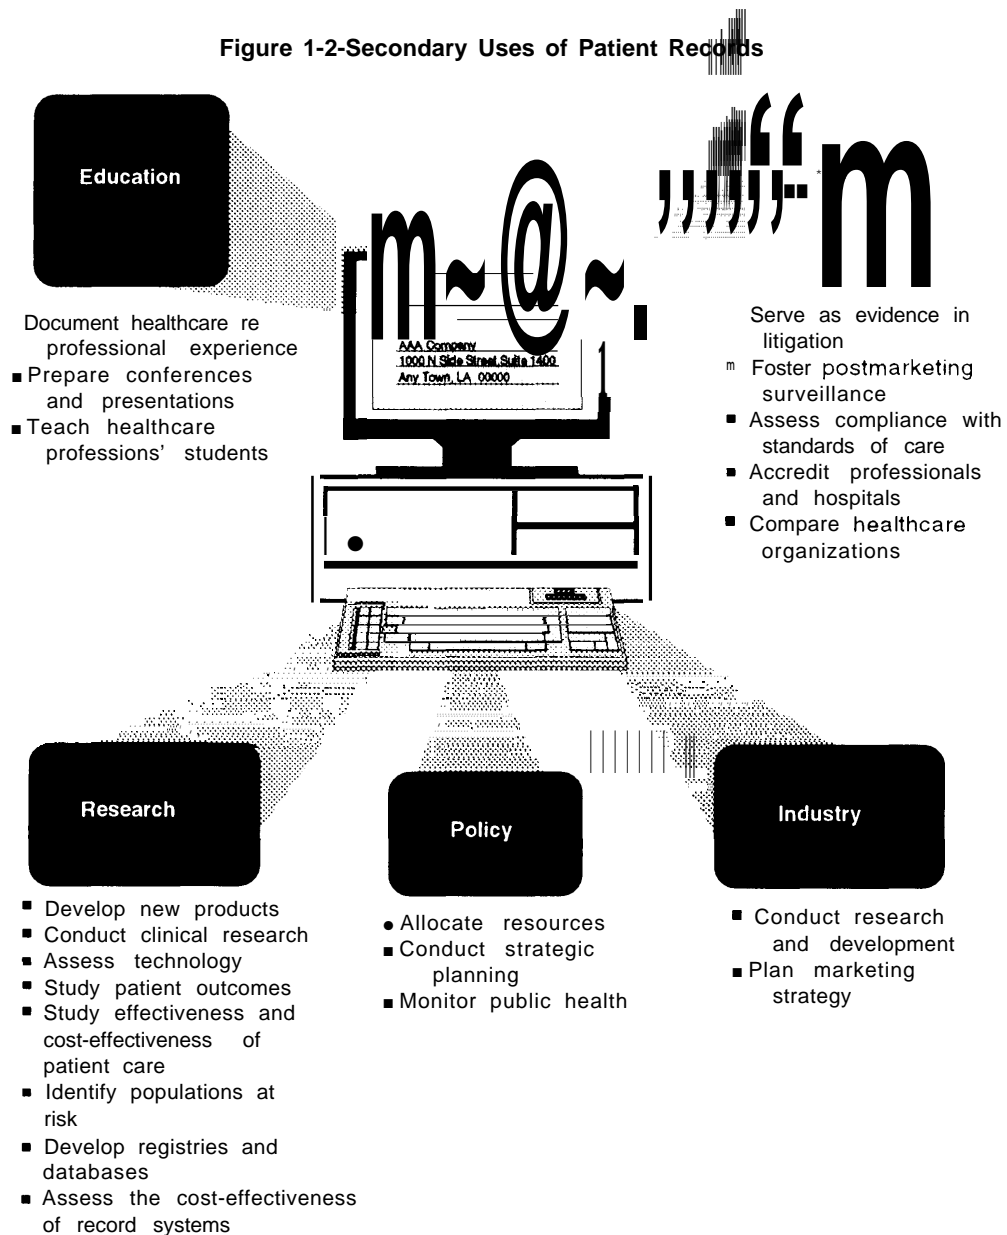 Figure 1-2-Secondary Uses of Patient Records
Education
Document healthcare re
professional experience
■ Prepare conferences
and presentations
■ Teach healthcare
professions' students
m~@~.
AAA Company
1000 N Side Street, Suite 1400
Any Town, LA 00000
Serve as evidence in
litigation
m Foster postmarketing
surveillance
■ Assess compliance with
standards of care
■ Accredit professionals
and hospitals
■ Compare healthcare
organizations
Research
■ Develop new products
■ Conduct clinical research
■ Assess technology
■ Study patient outcomes
■ Study effectiveness and
cost-effectiveness of
patient care
■ Identify populations at
risk
■ Develop registries and
databases
■ Assess the cost-effectiveness
of record systems
Policy
● Allocate resources
■ Conduct strategic
planning
■ Monitor public health
Industry
■ Conduct research
and development
■ Plan marketing
strategy